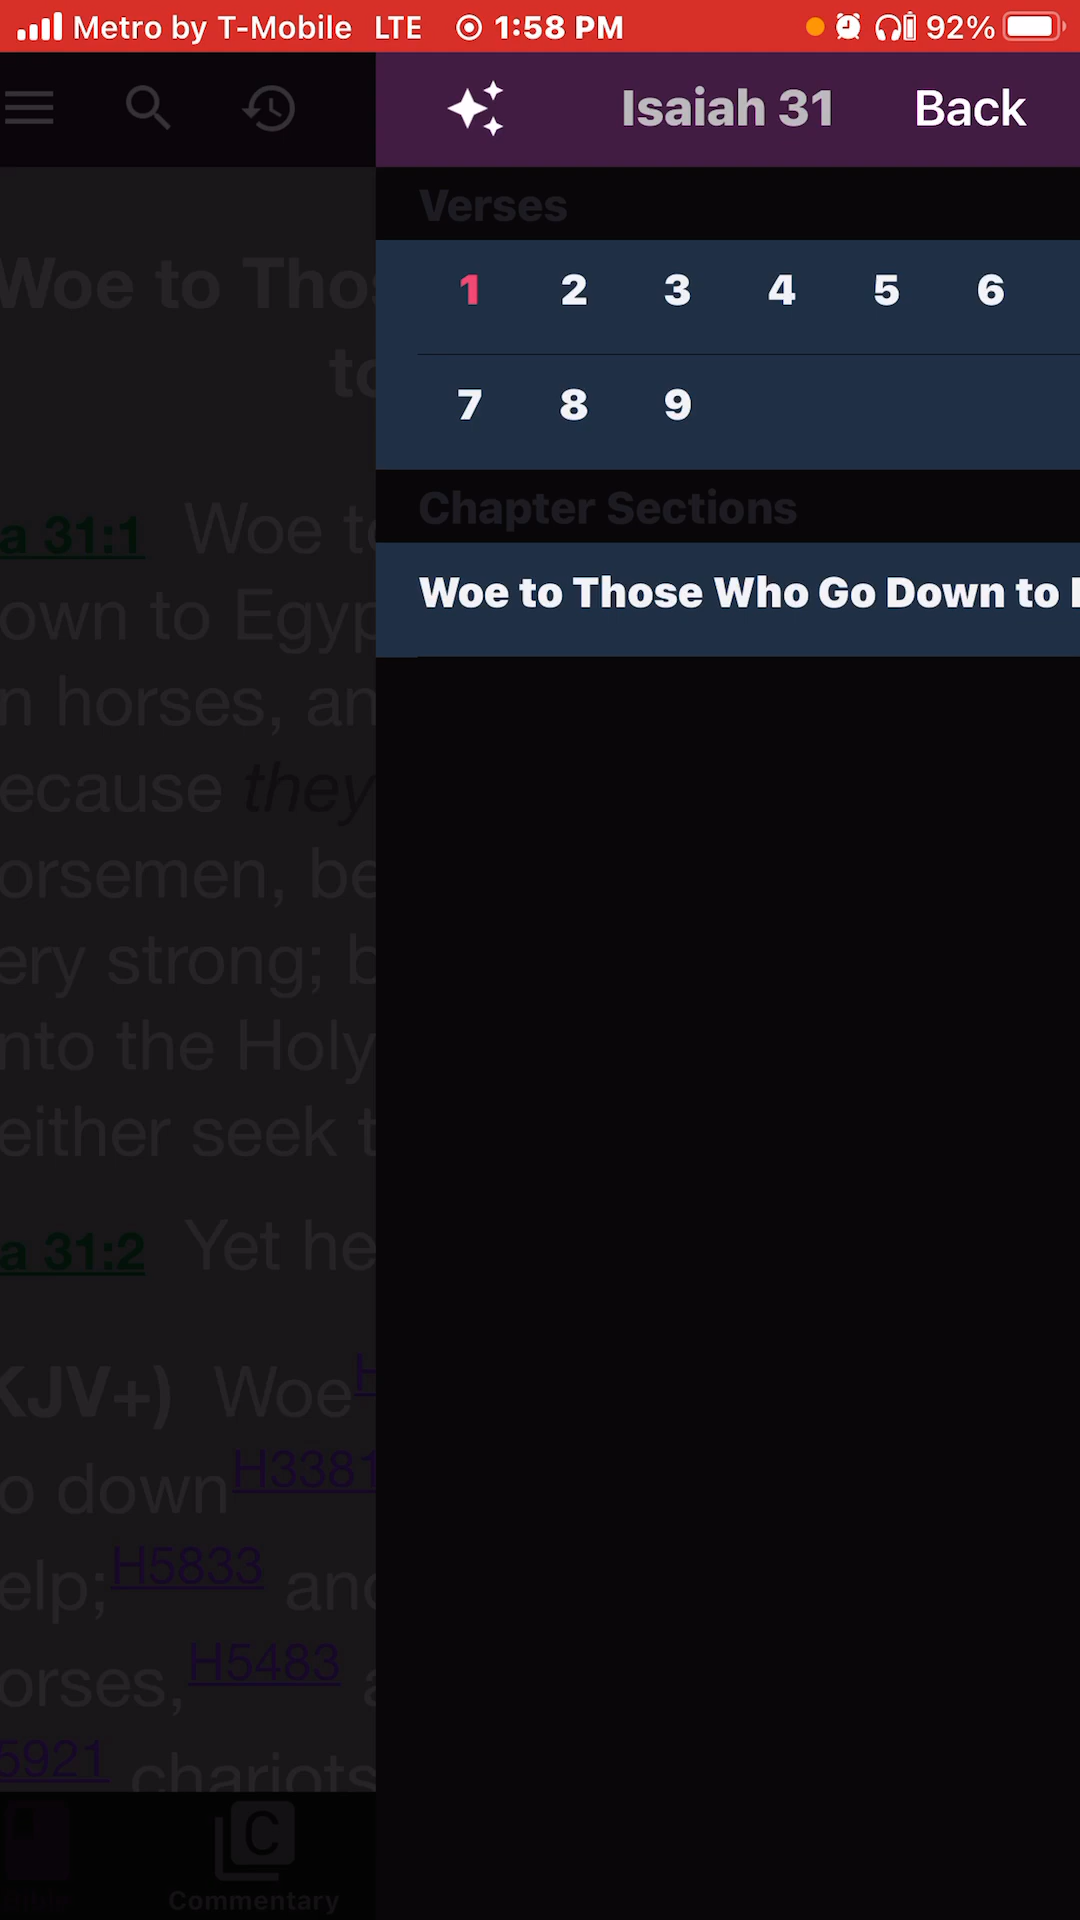 Metro by T-Mobile LTE 1:58 PM 92%
Isaiah 31 Back
Verses
1 2 3 4 5 6
7 8 9
Chapter Sections
Woe to Those Who Go Down to
Woe to Thos
to
a 31:1 Woe to
own to Egyp
n horses, an
ecause they
orsemen, be
ery strong; b
nto the Holy
either seek t
a 31:2 Yet he
KJV+) Woe H
o down H3381
elp; H5833 and
orses, H5483 a
5921 chariots
C
Commentary